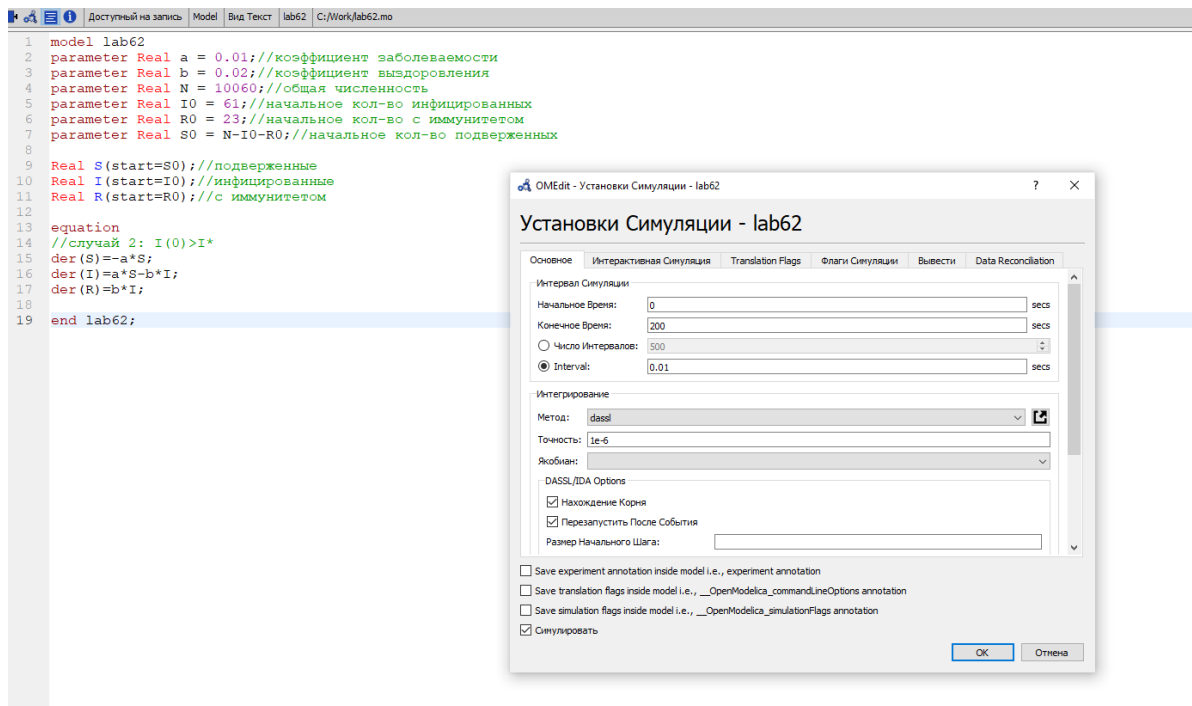 Доступный на запись Model Вид Текст lab62 C:/Work/lab62.mo
1 model lab62
2 parameter Real a = 0.01;//коэффициент заболеваемости
3 parameter Real b = 0.02;//коэффициент выздоровления
4 parameter Real N = 10060;//общая численность
5 parameter Real I0 = 61;//начальное кол-во инфицированных
6 parameter Real R0 = 23;//начальное кол-во с иммунитетом
7 parameter Real S0 = N-I0-R0;//начальное кол-во подверженных
8
9 Real S(start=S0);//подверженные
10 Real I(start=I0);//инфицированные
11 Real R(start=R0);//с иммунитетом
12
13 equation
14 //случай 2: I(0)>I*
15 der(S)=-a*S;
16 der(I)=a*S-b*I;
17 der(R)=b*I;
18
19 end lab62;
OMEdit - Установки Симуляции - lab62 ? ×
Установки Симуляции - lab62
Основное Интерактивная Симуляция Translation Flags Флаги Симуляции Вывести Data Reconciliation
Интервал Симуляции
Начальное Время: 0 secs
Конечное Время: 200 secs
Число Интервалов: 500
Interval: 0.01 secs
Интегрирование
Метод: dassl
Точность: 1e-6
Якобиан:
DASSL/IDA Options
Нахождение Корня
Перезапустить После События
Размер Начального Шага:
Save experiment annotation inside model i.e., experiment annotation
Save translation flags inside model i.e., __OpenModelica_commandLineOptions annotation
Save simulation flags inside model i.e., __OpenModelica_simulationFlags annotation
Симулировать
OK Отмена